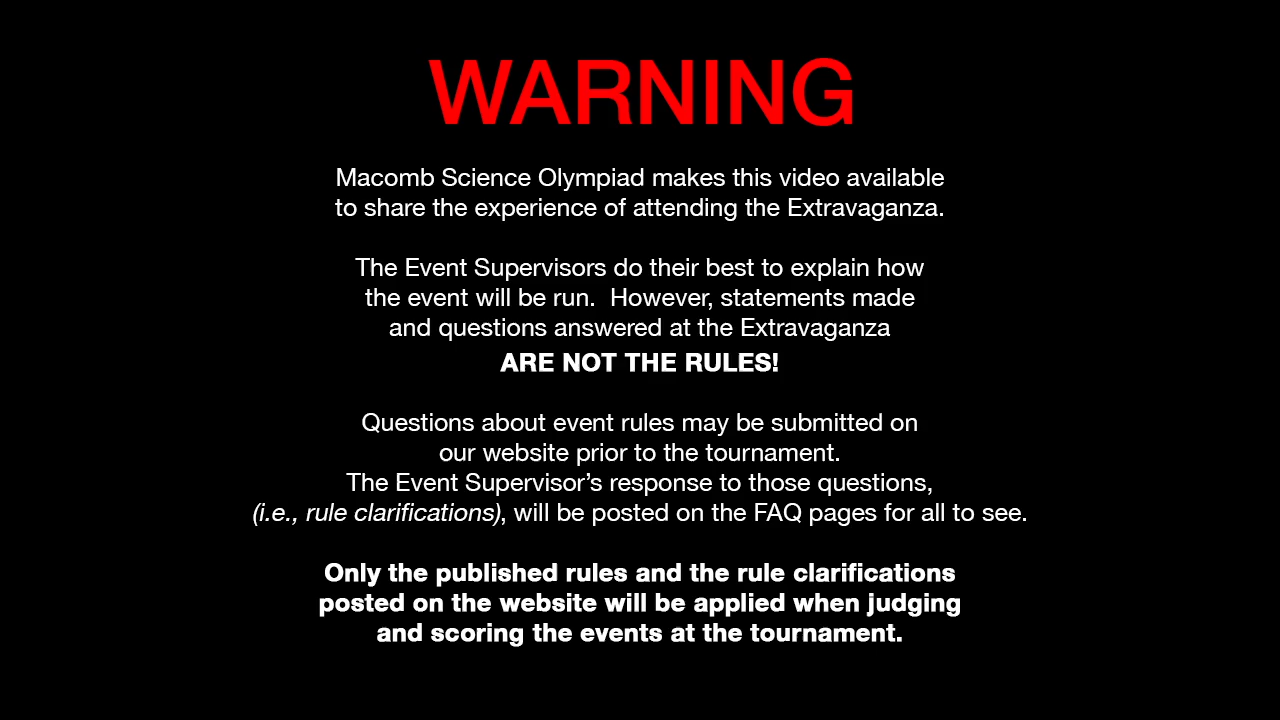 WARNING
Macomb Science Olympiad makes this video available
to share the experience of attending the Extravaganza.
The Event Supervisors do their best to explain how
the event will be run.  However, statements made
and questions answered at the Extravaganza
ARE NOT THE RULES!
Questions about event rules may be submitted on
our website prior to the tournament.
The Event Supervisor’s response to those questions,
(i.e., rule clarifications), will be posted on the FAQ pages for all to see.
Only the published rules and the rule clarifications
posted on the website will be applied when judging
and scoring the events at the tournament.